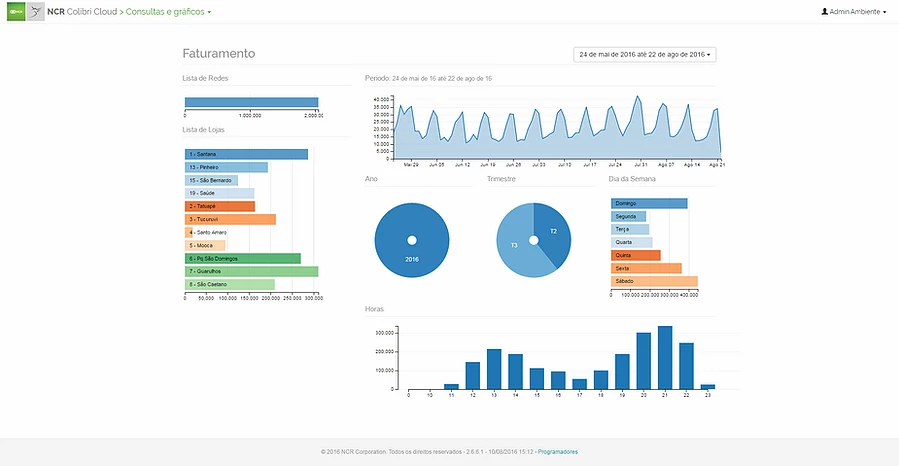 NCR Colibri Cloud > Consultas e gráficos
Admin Ambiente
Faturamento
24 de mai de 2016 até 22 de ago de 2016
Lista de Redes
0 1,000,000 2,000,0
Lista de Lojas
1 - Santana
13 - Pinheiro
15 - São Bernardo
19 - Saúde
2 - Tatuapé
3 - Tucuruvi
4 - Santo Amaro
5 - Mooca
6 - Pq São Domingos
7 - Guarulhos
8 - São Caetano
0 50,000 100,000 150,000 200,000 250,000 300,000
Periodo: 24 de mai de 16 até 22 de ago de 16
40,000
35,000
30,000
25,000
20,000
15,000
10,000
5,000
0
Mai 29 Jun 05 Jun 12 Jun 19 Jun 26 Jul 03 Jul 10 Jul 17 Jul 24 Jul 31 Ago 07 Ago 14 Ago 21
Ano
2016
Trimestre
T2
T3
Dia da Semana
Domingo
Segunda
Terça
Quarta
Quinta
Sexta
Sábado
0 100,000 200,000 300,000 400,000
Horas
300,000
200,000
100,000
0
0 10 11 12 13 14 15 16 17 18 19 20 21 22 23
© 2016 NCR Corporation. Todos os direitos reservados - 2.6.6.1 - 10/08/2016 15:12 - Programadores